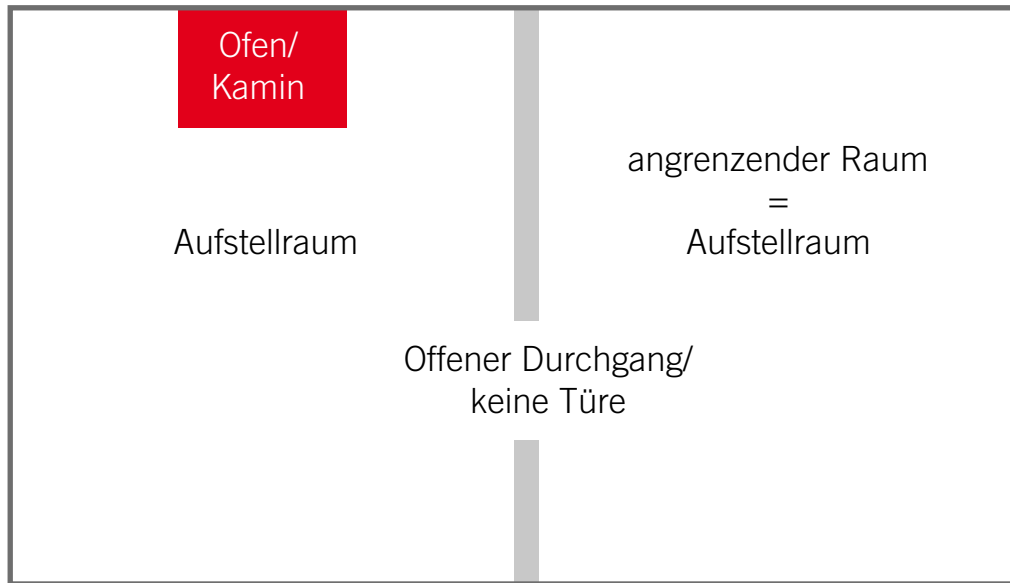 Ofen/
Kamin
Aufstellraum
angrenzender Raum
=
Aufstellraum
Offener Durchgang/
keine Türe